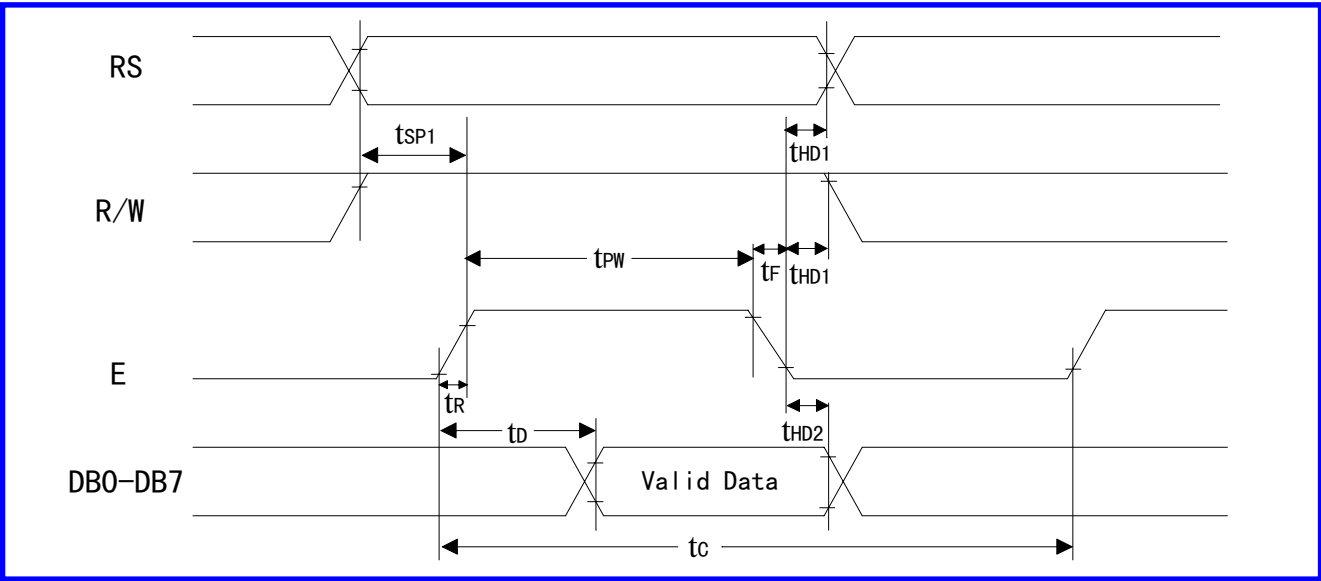 RS
tSP1
tHD1
R/W
tPW
tF
tHD1
E
tR
tD
tHD2
DB0-DB7
Valid Data
tC